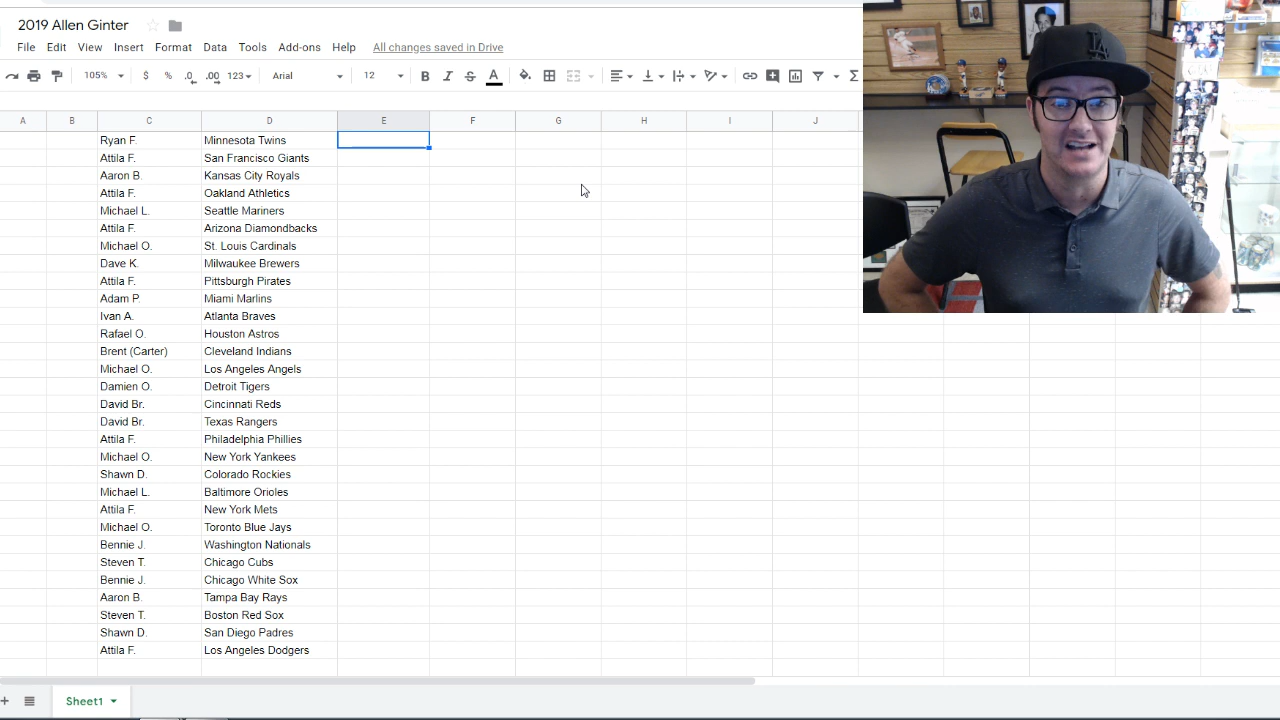 2019 Allen Ginter
File Edit View Insert Format Data Tools Add-ons Help All changes saved in Drive
105% $ % .0 .00 123 Arial 12 B I S A Σ
A B C D E F G H I J
Ryan F. Minnesota Twins
Attila F. San Francisco Giants
Aaron B. Kansas City Royals
Attila F. Oakland Athletics
Michael L. Seattle Mariners
Attila F. Arizona Diamondbacks
Michael O. St. Louis Cardinals
Dave K. Milwaukee Brewers
Attila F. Pittsburgh Pirates
Adam P. Miami Marlins
Ivan A. Atlanta Braves
Rafael O. Houston Astros
Brent (Carter) Cleveland Indians
Michael O. Los Angeles Angels
Damien O. Detroit Tigers
David Br. Cincinnati Reds
David Br. Texas Rangers
Attila F. Philadelphia Phillies
Michael O. New York Yankees
Shawn D. Colorado Rockies
Michael L. Baltimore Orioles
Attila F. New York Mets
Michael O. Toronto Blue Jays
Bennie J. Washington Nationals
Steven T. Chicago Cubs
Bennie J. Chicago White Sox
Aaron B. Tampa Bay Rays
Steven T. Boston Red Sox
Shawn D. San Diego Padres
Attila F. Los Angeles Dodgers
Sheet1
LA